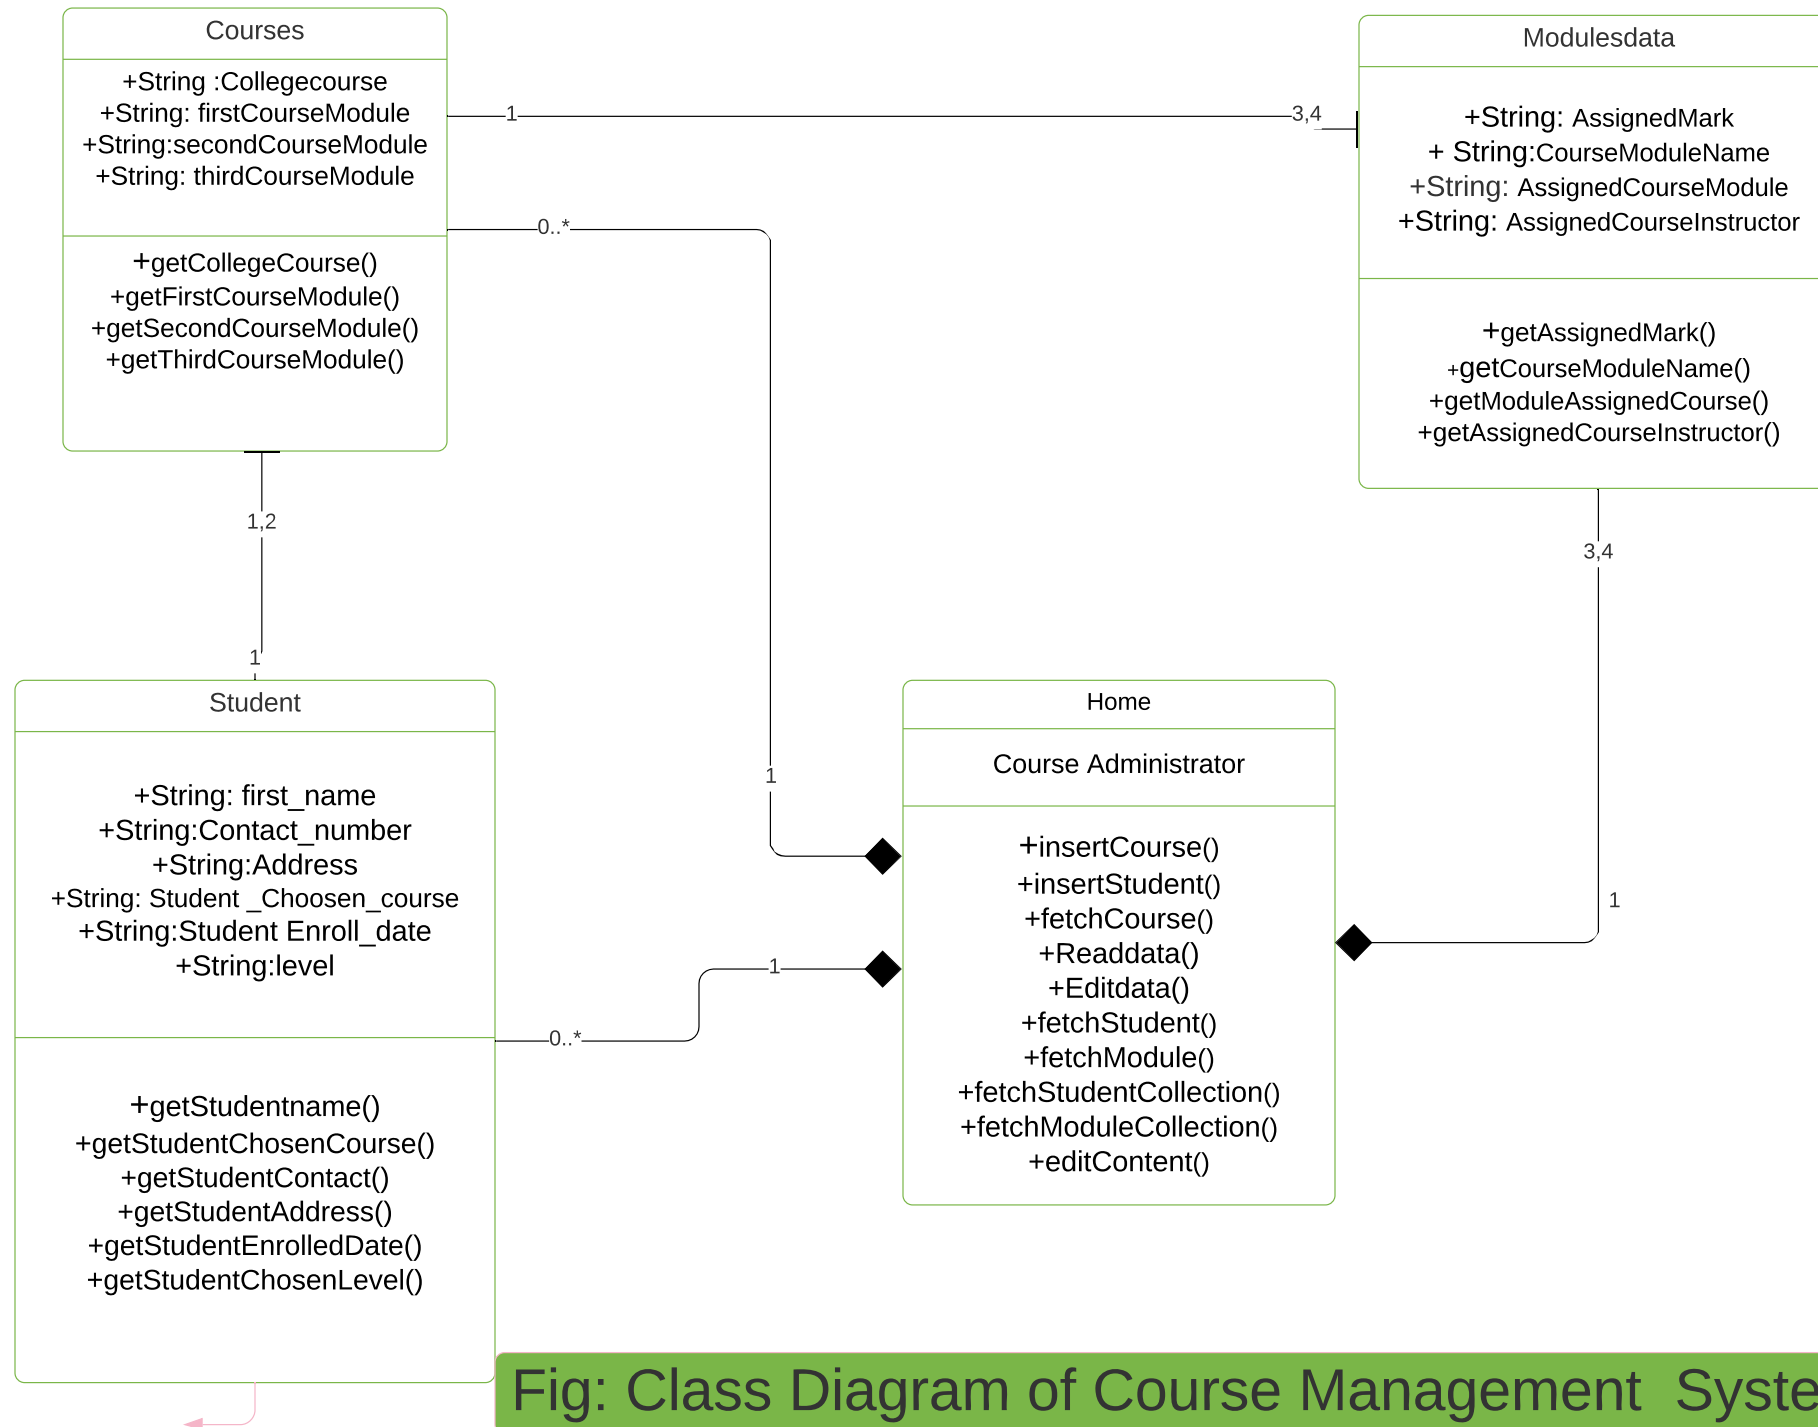 Courses
+String :Collegecourse
+String: firstCourseModule
+String:secondCourseModule
+String: thirdCourseModule
+getCollegeCourse()
+getFirstCourseModule()
+getSecondCourseModule()
+getThirdCourseModule()
1
3,4
0..*
1
1,2
1
Modulesdata
+String: AssignedMark
+ String:CourseModuleName
+String: AssignedCourseModule
+String: AssignedCourseInstructor
+getAssignedMark()
+getCourseModuleName()
+getModuleAssignedCourse()
+getAssignedCourseInstructor()
3,4
1
Student
+String: first_name
+String:Contact_number
+String:Address
+String: Student _Choosen_course
+String:Student Enroll_date
+String:level
+getStudentname()
+getStudentChosenCourse()
+getStudentContact()
+getStudentAddress()
+getStudentEnrolledDate()
+getStudentChosenLevel()
0..*
1
Home
Course Administrator
+insertCourse()
+insertStudent()
+fetchCourse()
+Readdata()
+Editdata()
+fetchStudent()
+fetchModule()
+fetchStudentCollection()
+fetchModuleCollection()
+editContent()
Fig: Class Diagram of Course Management Syste